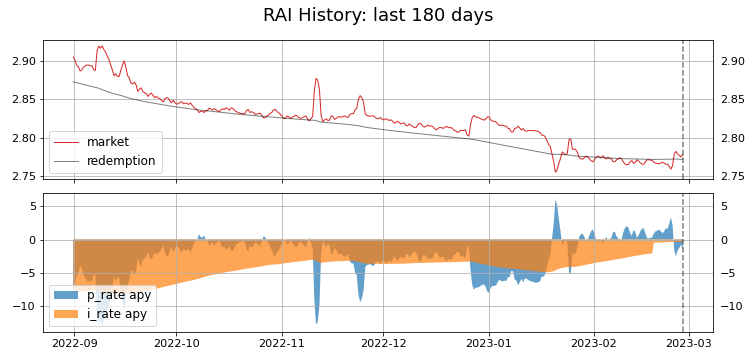 RAI History: last 180 days
2.90
2.85
2.80
2.75
market
redemption
2.90
2.85
2.80
2.75
5
0
−5
−10
p_rate apy
i_rate apy
5
0
−5
−10
2022-09 2022-10 2022-11 2022-12 2023-01 2023-02 2023-03